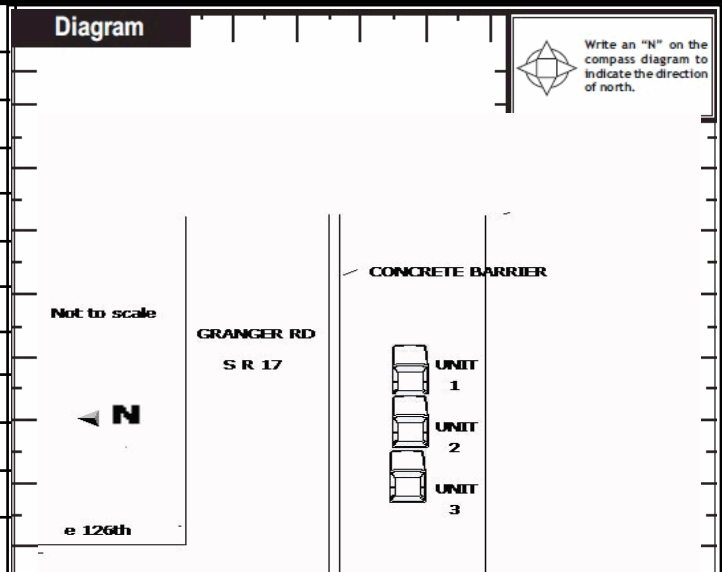 Diagram
Write an “N” on the
compass diagram to
indicate the direction
of north.
CONCRETE BARRIER
Not to scale
GRANGER RD
S R 17
UNIT
1
N
UNIT
2
UNIT
3
e 126th